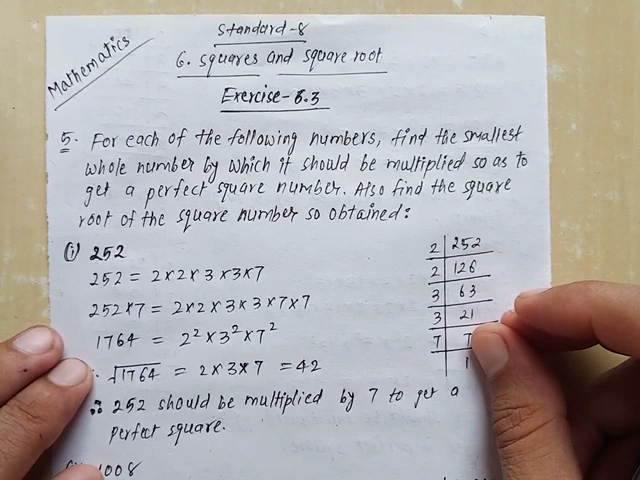 Mathematics
Standard-8
6. squares and square root
Exercise-6.3
5. For each of the following numbers, find the smallest
whole number by which it should be multiplied so as to
get a perfect square number. Also find the square
root of the square number so obtained:
(i) 252
252 = 2×2×3×3×7
252×7 = 2×2×3×3×7×7
1764 = 2²×3²×7²
√1764 = 2×3×7 = 42
∴ 252 should be multiplied by 7 to get a
perfect square.
2 252
2 126
3 63
3 21
7 7
1
1008